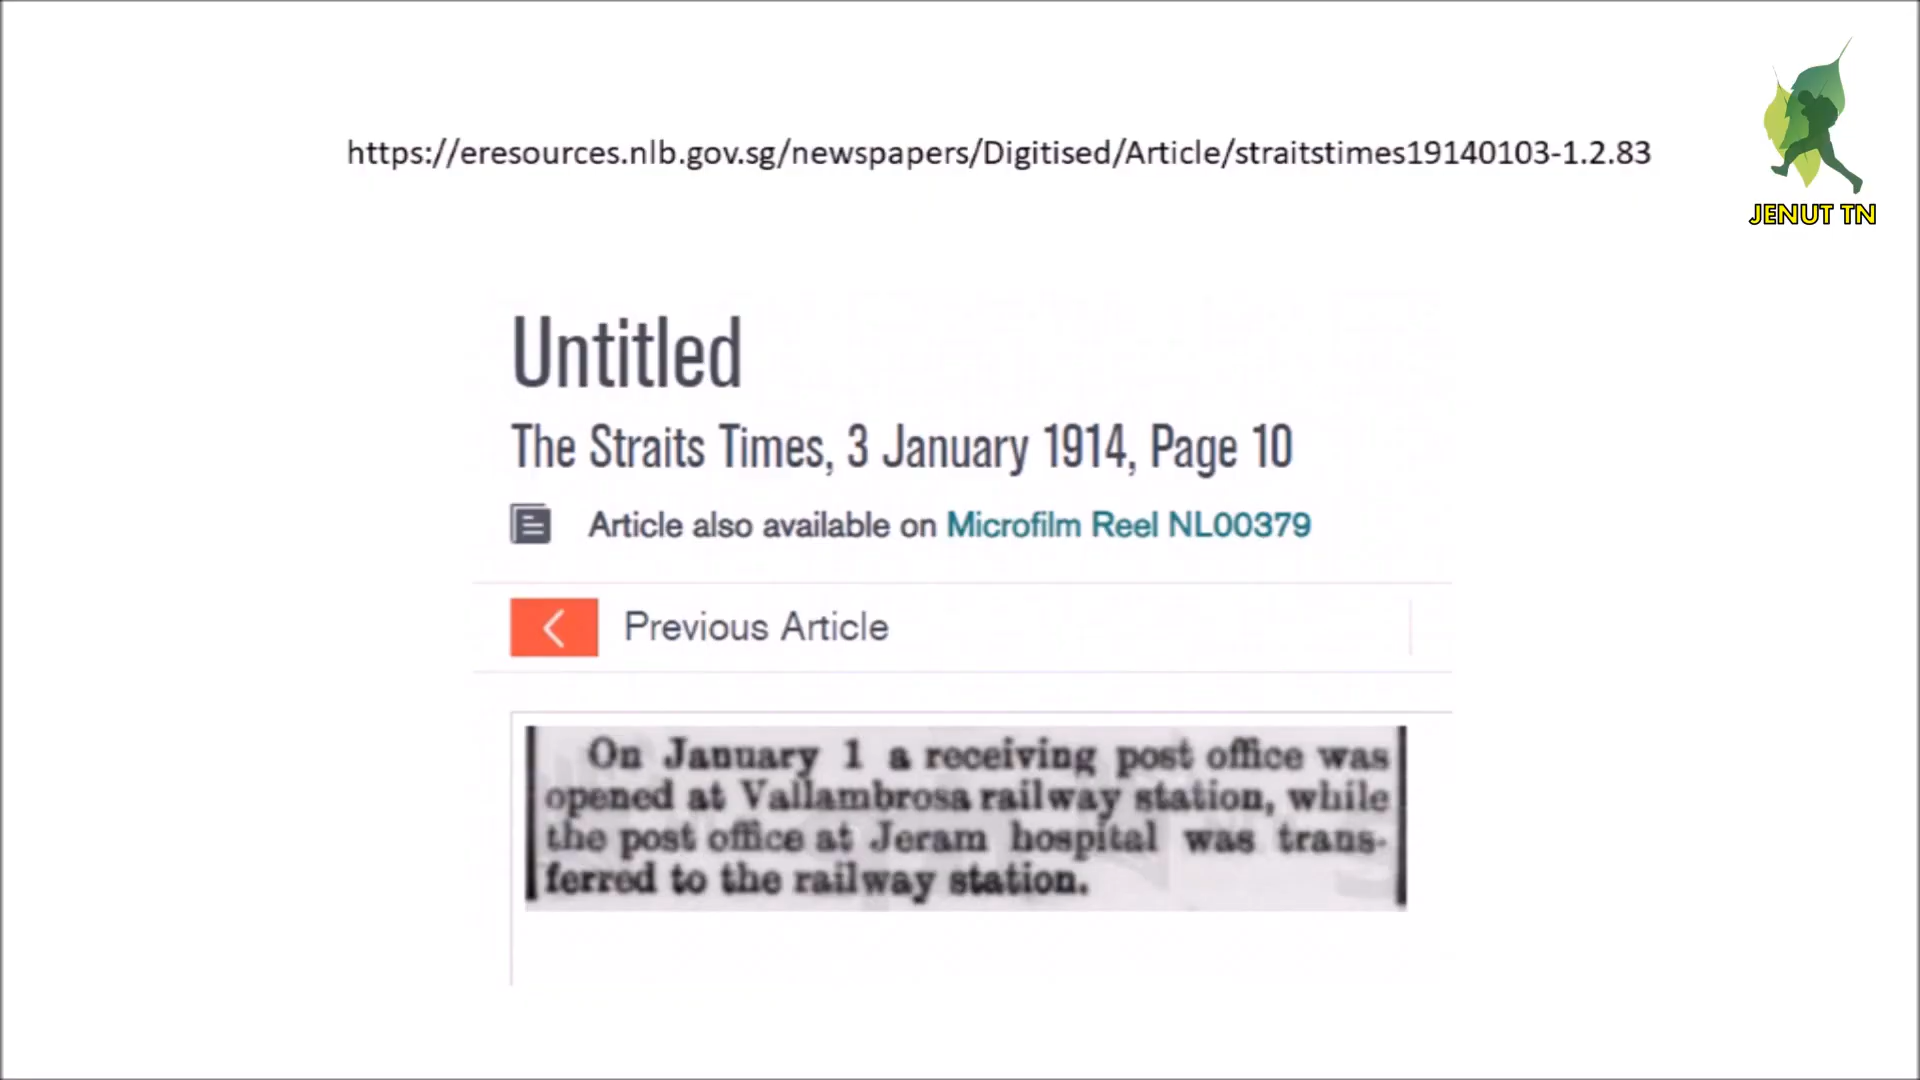 https://eresources.nlb.gov.sg/newspapers/Digitised/Article/straitstimes19140103-1.2.83
JENUT TN
Untitled
The Straits Times, 3 January 1914, Page 10
Article also available on Microfilm Reel NL00379
Previous Article
On January 1 a receiving post office was
opened at Vallambrosa railway station, while
the post office at Jeram hospital was trans-
ferred to the railway station.